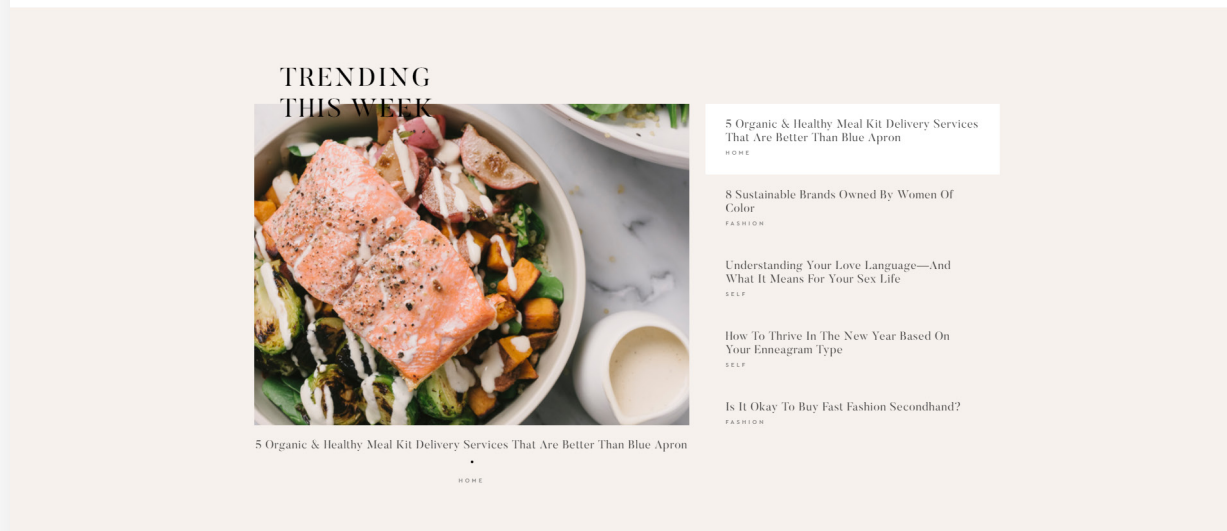 TRENDING
THIS WEEK
5 Organic & Healthy Meal Kit Delivery Services That Are Better Than Blue Apron
HOME
5 Organic & Healthy Meal Kit Delivery Services
That Are Better Than Blue Apron
HOME
8 Sustainable Brands Owned By Women Of
Color
FASHION
Understanding Your Love Language—And
What It Means For Your Sex Life
SELF
How To Thrive In The New Year Based On
Your Enneagram Type
SELF
Is It Okay To Buy Fast Fashion Secondhand?
FASHION